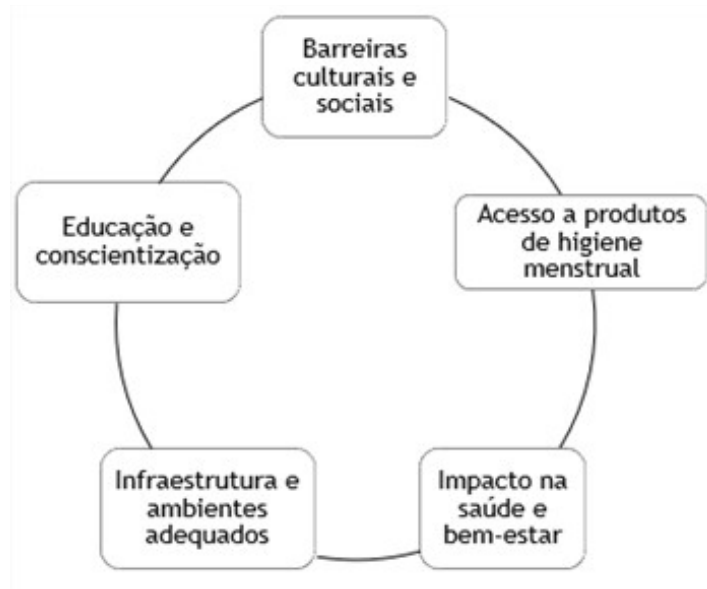 Barreiras
culturais e
sociais
Acesso a produtos
de higiene
menstrual
Impacto na
saúde e
bem-estar
Infraestrutura e
ambientes
adequados
Educação e
conscientização